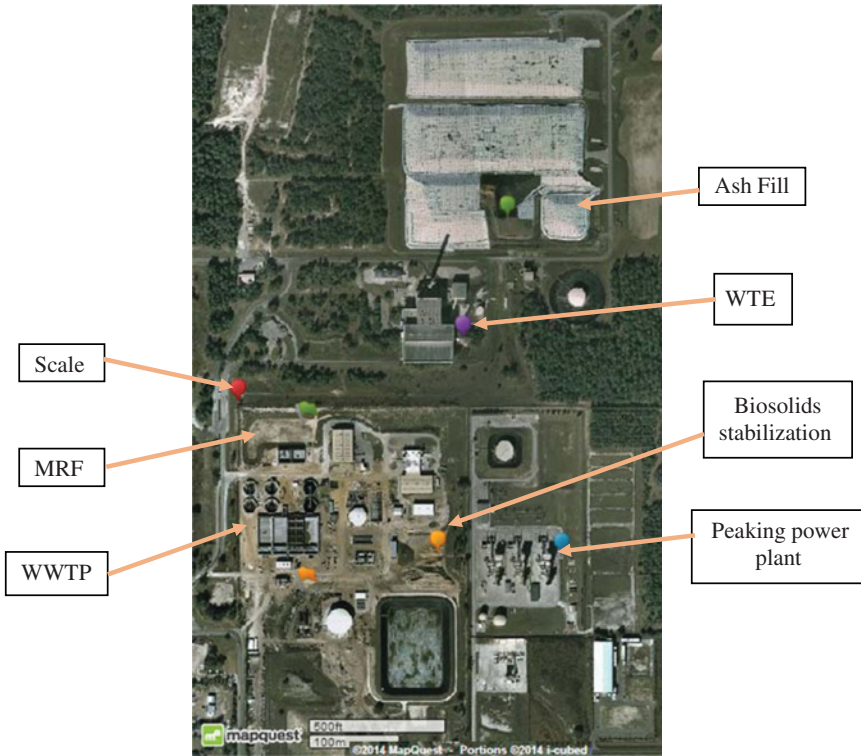 Ash Fill
WTE
Scale
Biosolids
stabilization
MRF
Peaking power
plant
WWTP
mapquest
500ft
100m
©2014 MapQuest - Portions ©2014 i-cubed